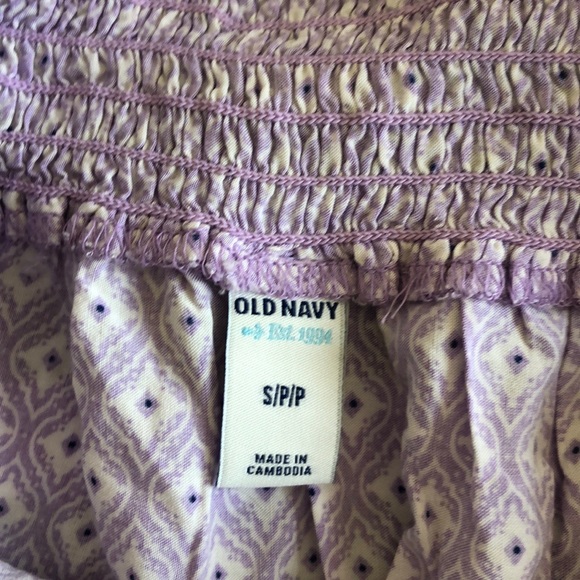 OLD NAVY
Est. 1994
S/P/P
MADE IN
CAMBODIA